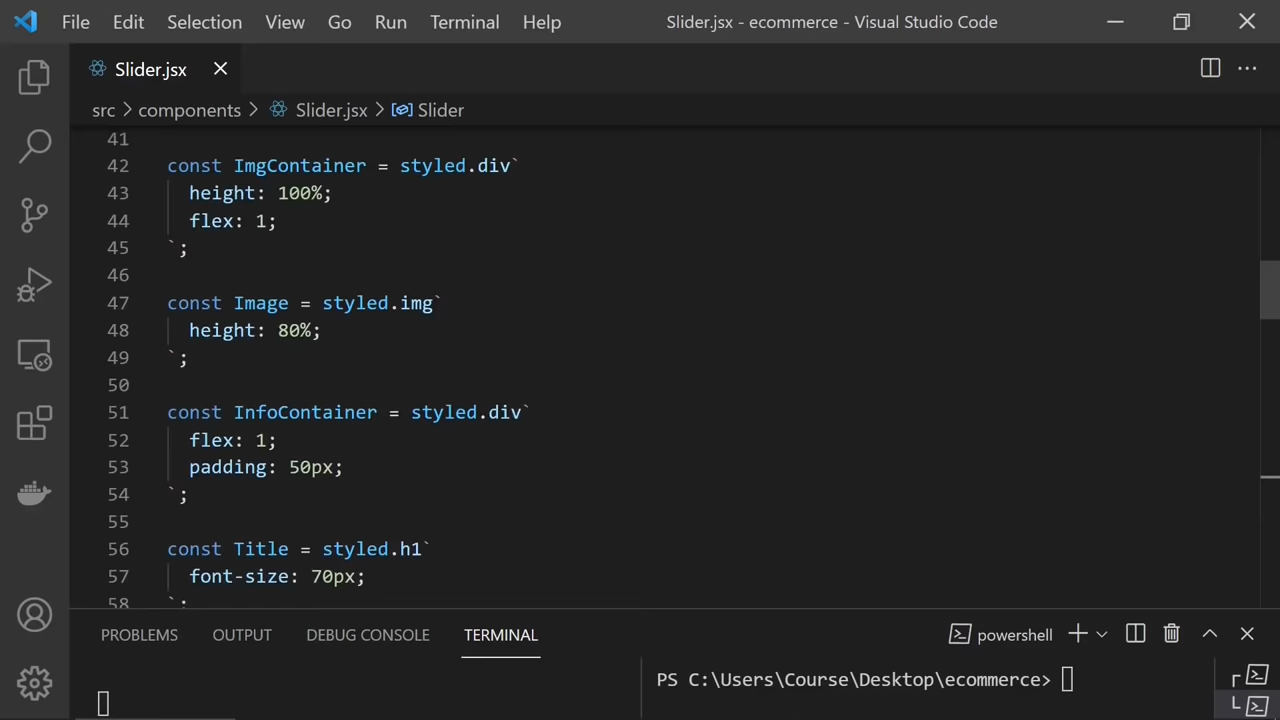 File Edit Selection View Go Run Terminal Help Slider.jsx - ecommerce - Visual Studio Code
Slider.jsx
src > components > Slider.jsx > Slider
41
42 const ImgContainer = styled.div`
43 height: 100%;
44 flex: 1;
45 `;
46
47 const Image = styled.img`
48 height: 80%;
49 `;
50
51 const InfoContainer = styled.div`
52 flex: 1;
53 padding: 50px;
54 `;
55
56 const Title = styled.h1`
57 font-size: 70px;
58 `;
PROBLEMS OUTPUT DEBUG CONSOLE TERMINAL powershell
PS C:\Users\Course\Desktop\ecommerce>